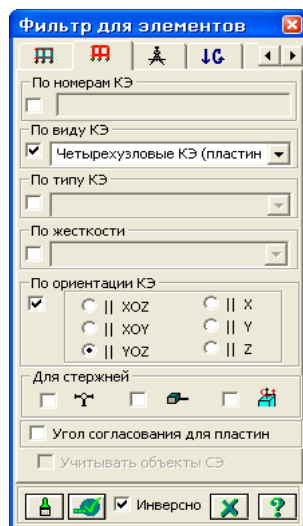 Фильтр для элементов
По номерам КЭ
По виду КЭ
Четырехузловые КЭ (пластин
По типу КЭ
По жесткости
По ориентации КЭ
|| XOZ || X
|| XOY || Y
|| YOZ || Z
Для стержней
Угол согласования для пластин
Учитывать объекты СЭ
Инверсно ?